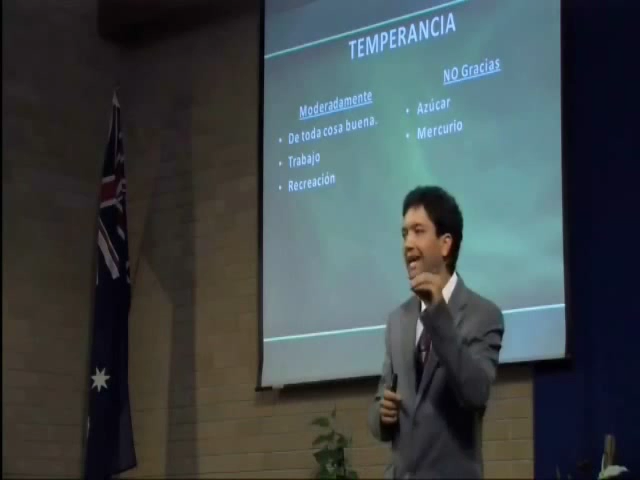 TEMPERANCIA
Moderadamente
• De toda cosa buena.
• Trabajo
• Recreación
NO Gracias
• Azúcar
• Mercurio